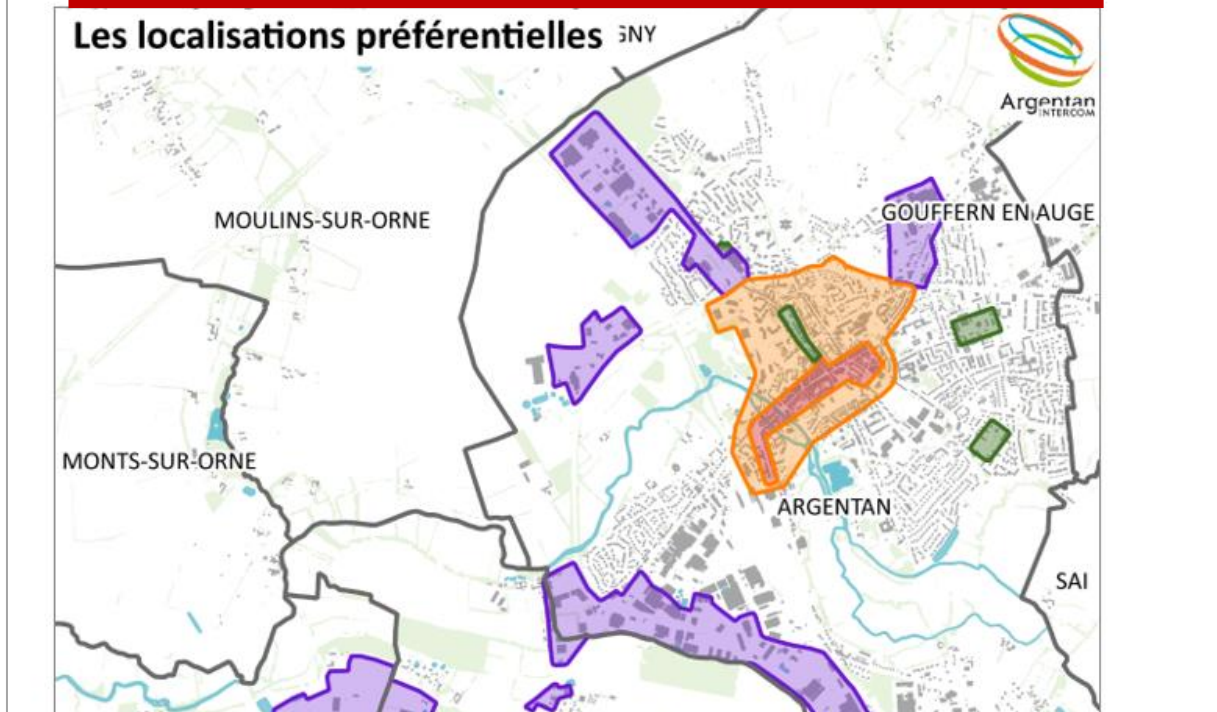 Les localisations préférentielles
GNY
Argentan
INTERCOM
MOULINS-SUR-ORNE
GOUFFERN EN AUGE
MONTS-SUR-ORNE
ARGENTAN
SAI